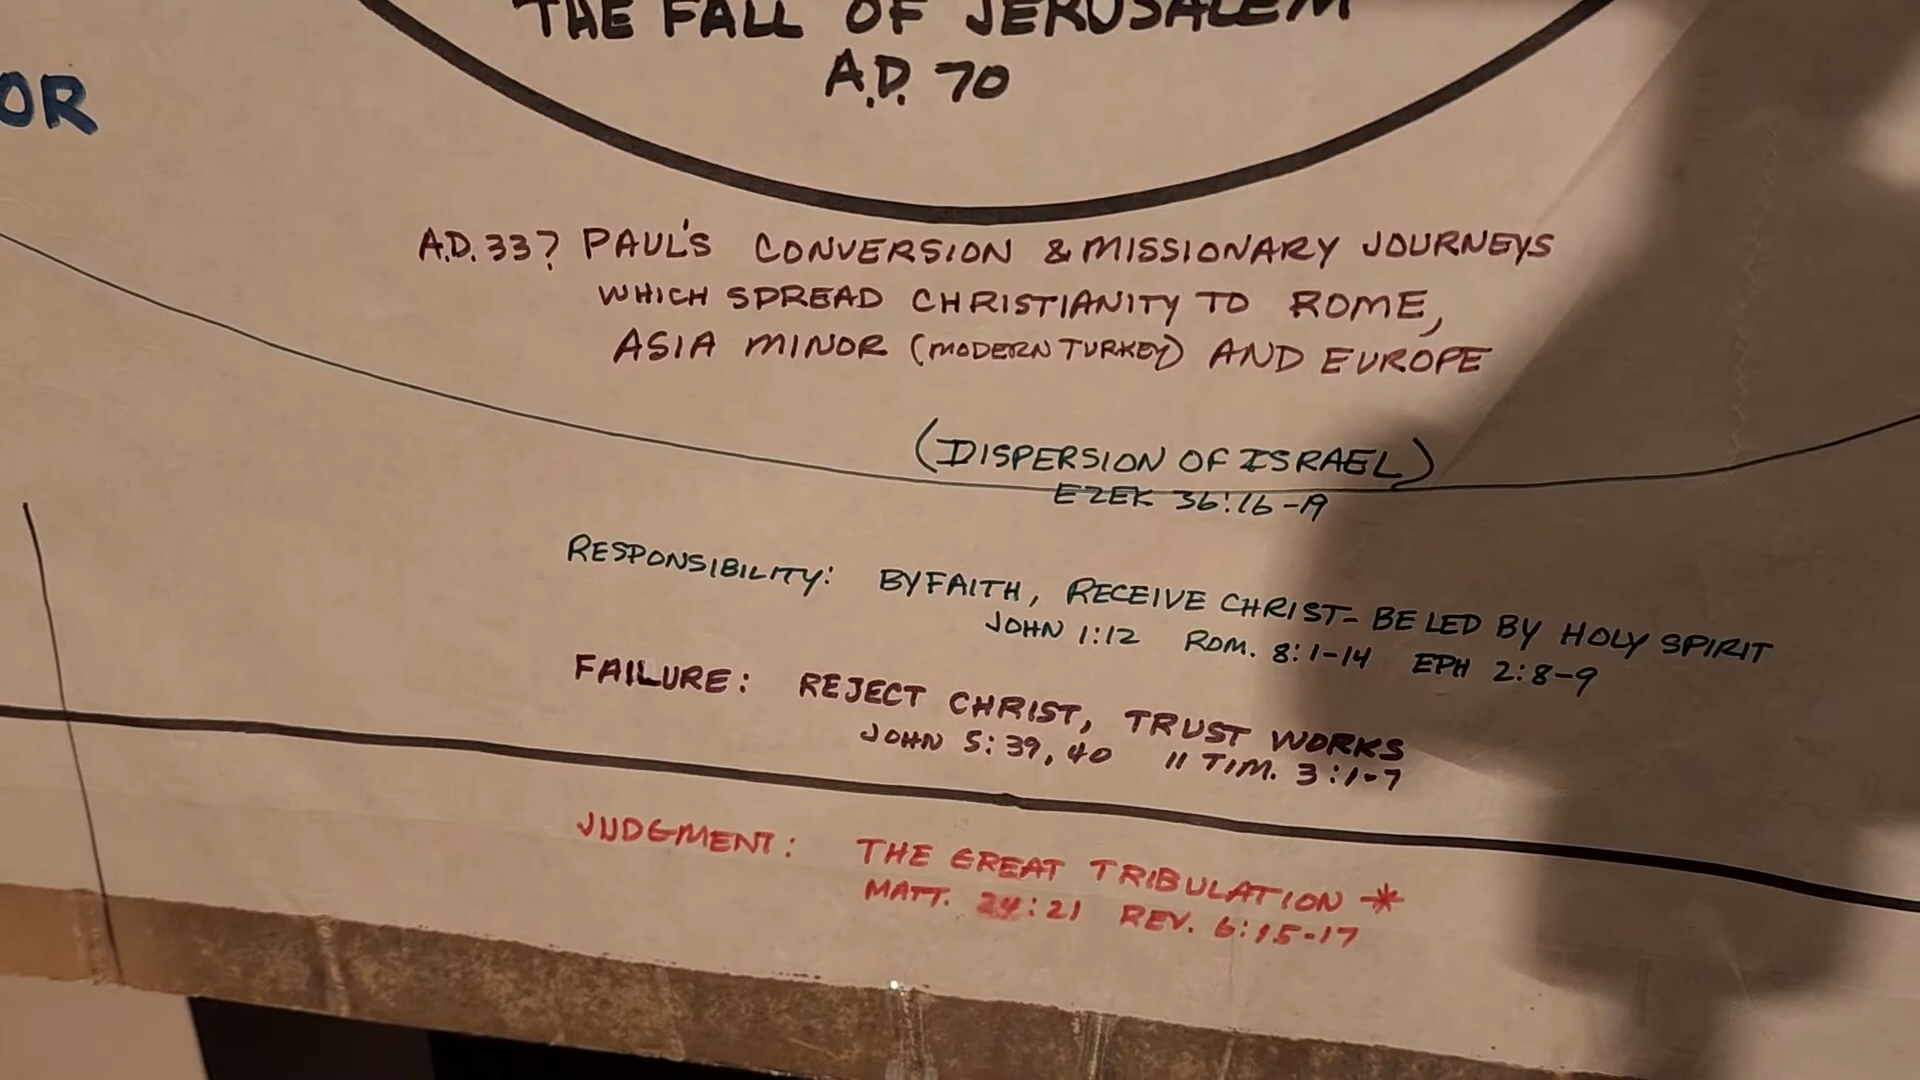 THE FALL OF JERUSALEM
A.D. 70
OR
A.D. 33? PAUL'S CONVERSION & MISSIONARY JOURNEYS
WHICH SPREAD CHRISTIANITY TO ROME,
ASIA MINOR (MODERN TURKEY) AND EUROPE
(DISPERSION OF ISRAEL)
EZEK 36:16-19
RESPONSIBILITY: BY FAITH, RECEIVE CHRIST- BE LED BY HOLY SPIRIT
JOHN 1:12 ROM. 8:1-14 EPH 2:8-9
FAILURE: REJECT CHRIST, TRUST WORKS
JOHN 5:39,40 II TIM. 3:1-7
JUDGMENT: THE GREAT TRIBULATION *
MATT. 24:21 REV. 6:15-17